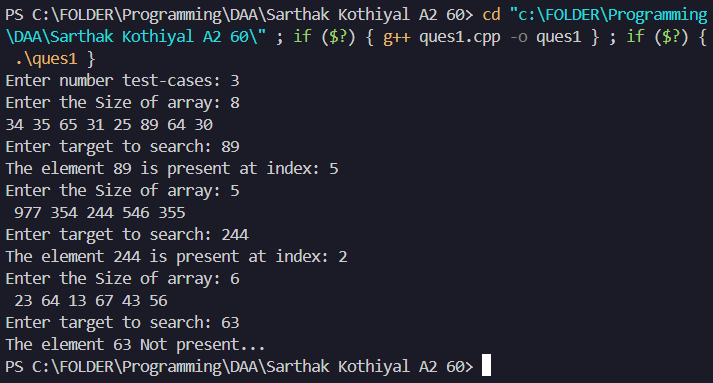 PS C:\FOLDER\Programming\DAA\Sarthak Kothiyal A2 60> cd "c:\FOLDER\Programming
\DAA\Sarthak Kothiyal A2 60\" ; if ($?) { g++ ques1.cpp -o ques1 } ; if ($?) {
 .\ques1 }
Enter number test-cases: 3
Enter the Size of array: 8
34 35 65 31 25 89 64 30
Enter target to search: 89
The element 89 is present at index: 5
Enter the Size of array: 5
 977 354 244 546 355
Enter target to search: 244
The element 244 is present at index: 2
Enter the Size of array: 6
 23 64 13 67 43 56
Enter target to search: 63
The element 63 Not present...
PS C:\FOLDER\Programming\DAA\Sarthak Kothiyal A2 60>